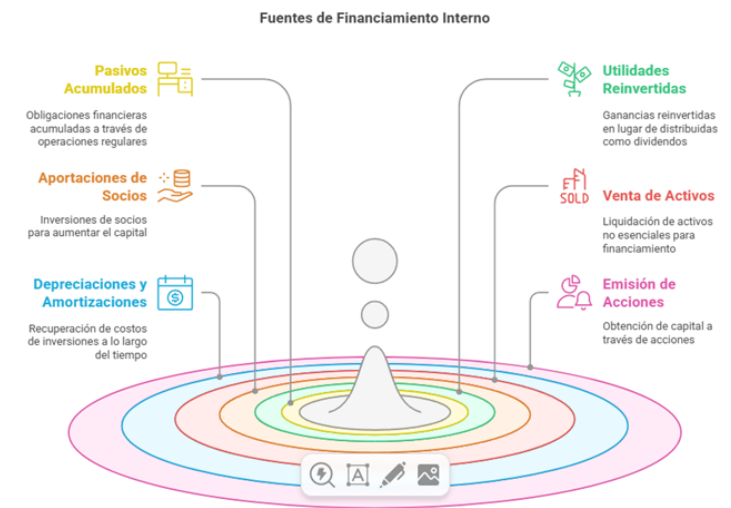 Fuentes de Financiamiento Interno
Pasivos
Acumulados
Obligaciones financieras
acumuladas a través de
operaciones regulares
Aportaciones de
Socios
Inversiones de socios
para aumentar el capital
Depreciaciones y
Amortizaciones
Recuperación de costos
de inversiones a lo largo
del tiempo
Utilidades
Reinvertidas
Ganancias reinvertidas
en lugar de distribuidas
como dividendos
SOLD
Venta de Activos
Liquidación de activos
no esenciales para
financiamiento
Emisión de
Acciones
Obtención de capital a
través de acciones
A